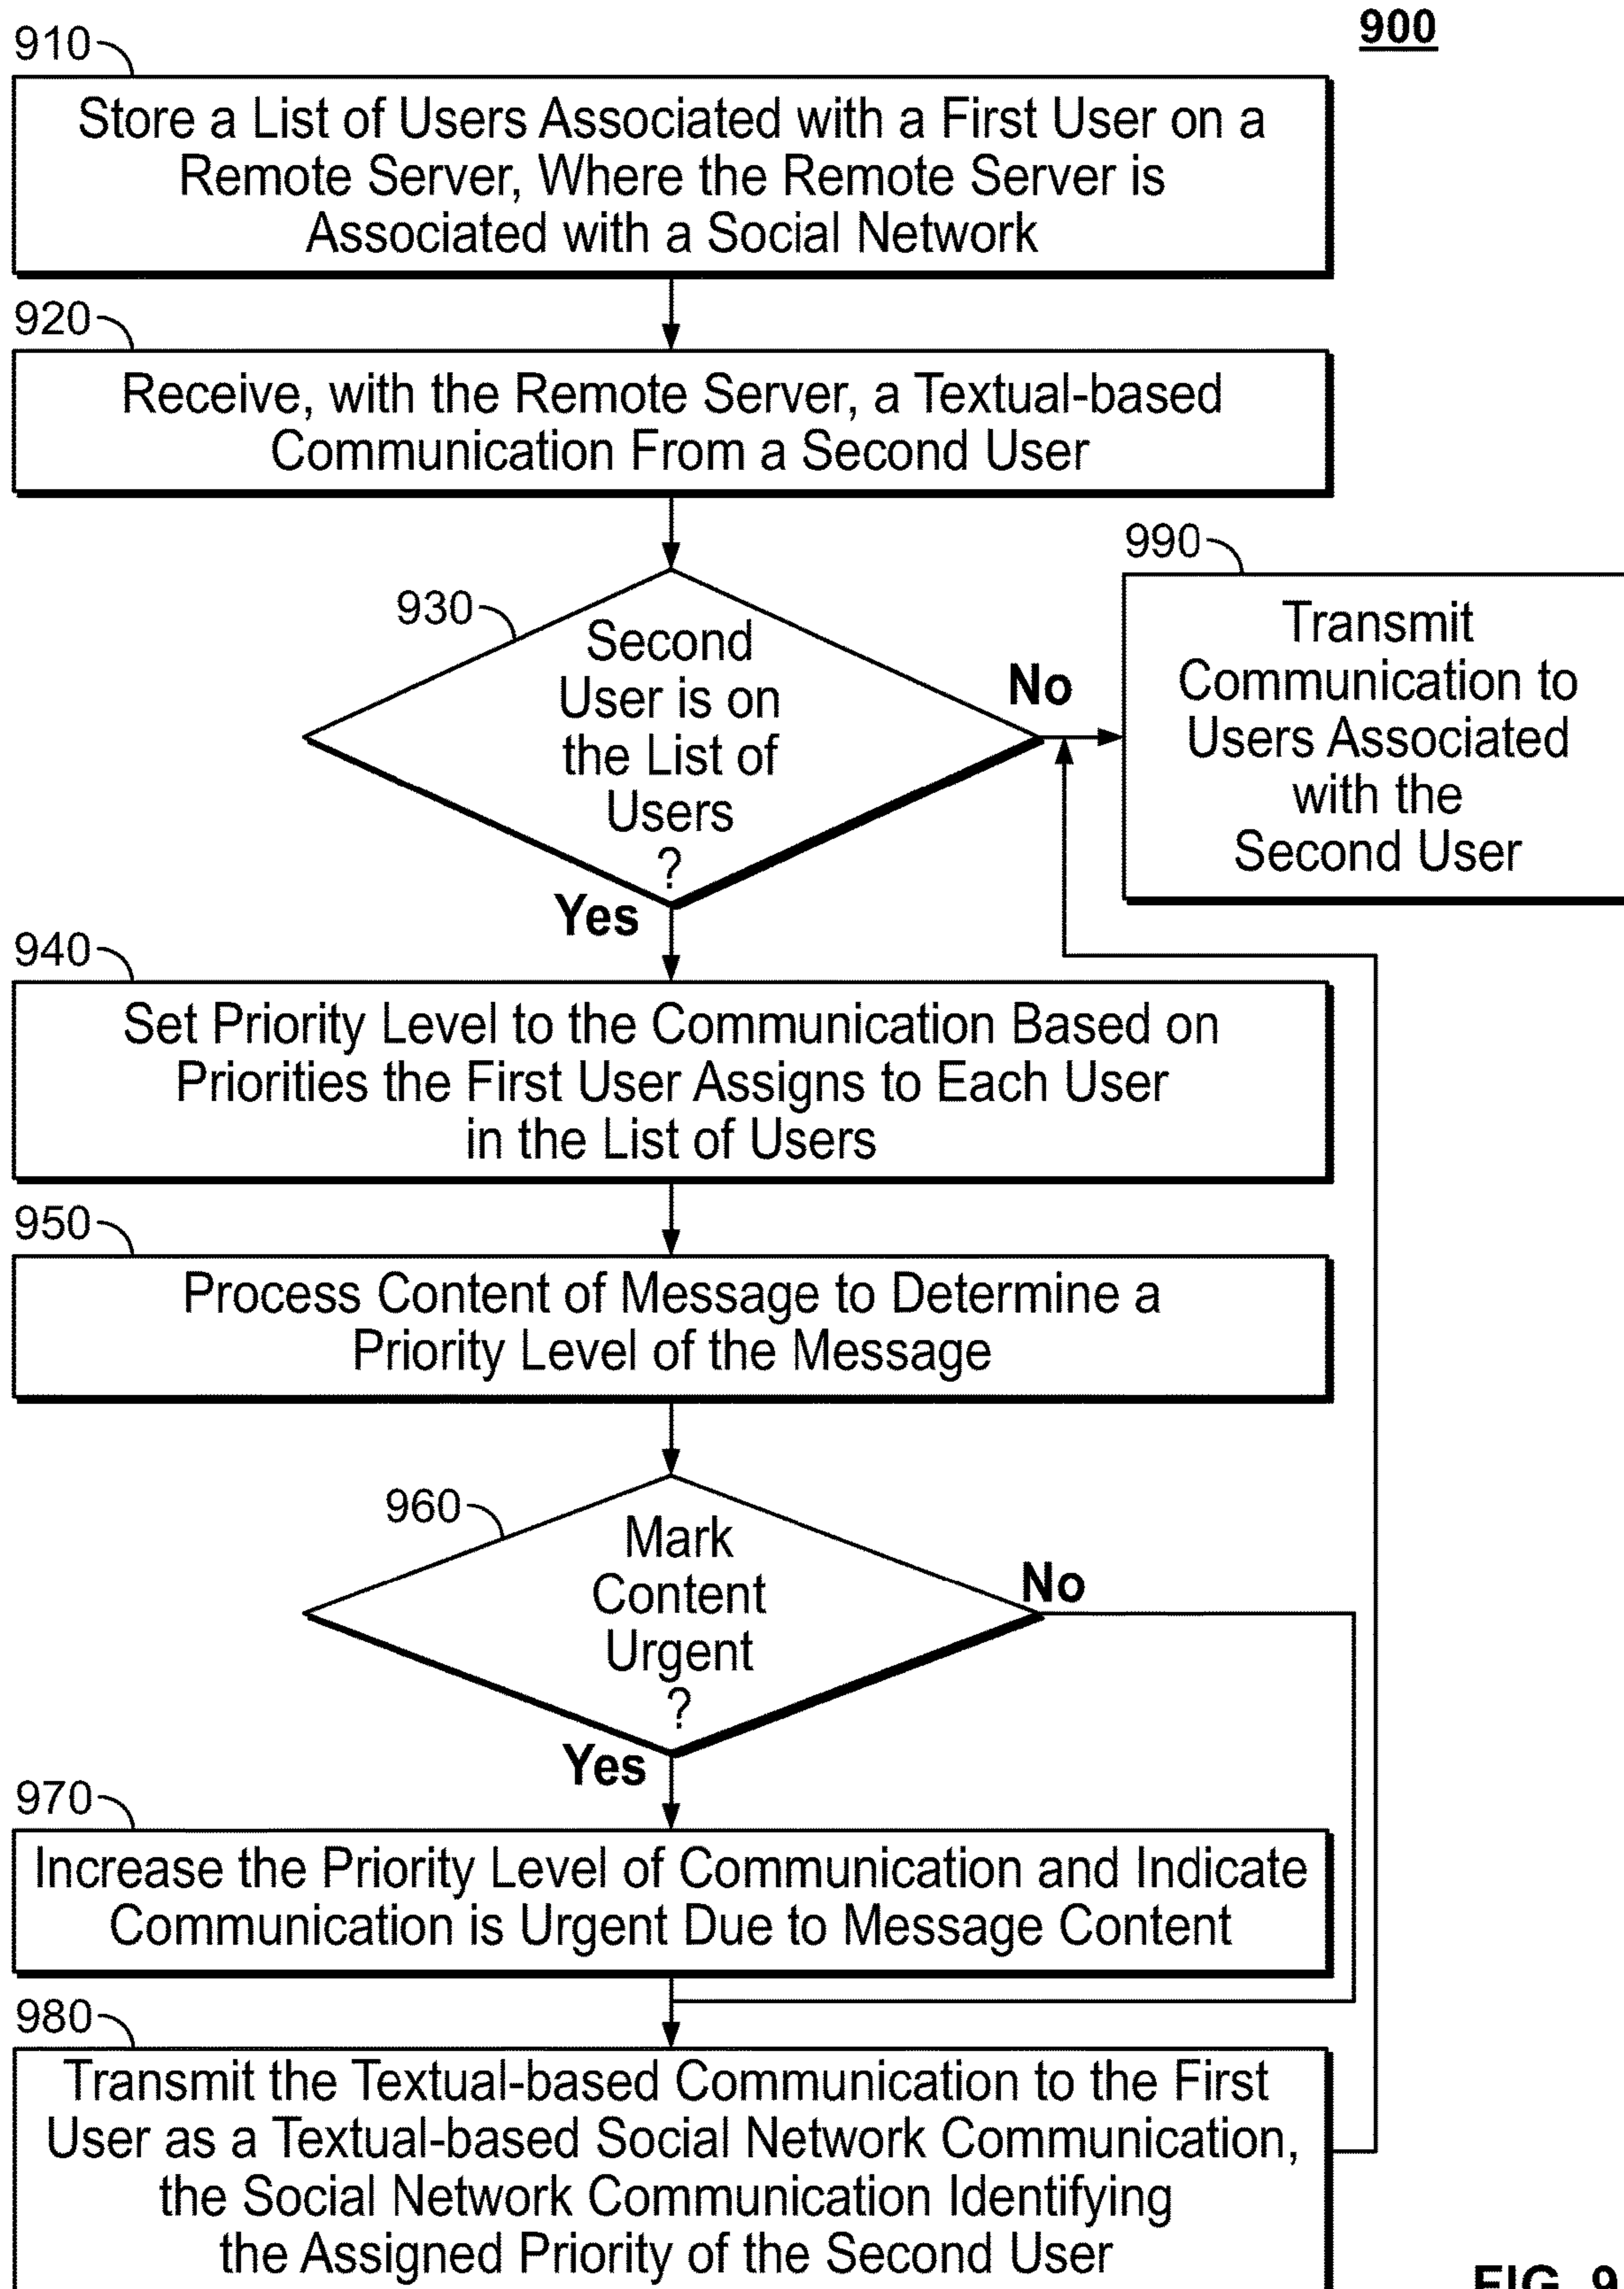 900
910
Store a List of Users Associated with a First User on a
Remote Server, Where the Remote Server is
Associated with a Social Network
920
Receive, with the Remote Server, a Textual-based
Communication From a Second User
930
Second
User is on
the List of
Users
?
No
Yes
990
Transmit
Communication to
Users Associated
with the
Second User
940
Set Priority Level to the Communication Based on
Priorities the First User Assigns to Each User
in the List of Users
950
Process Content of Message to Determine a
Priority Level of the Message
960
Mark
Content
Urgent
?
No
Yes
970
Increase the Priority Level of Communication and Indicate
Communication is Urgent Due to Message Content
980
Transmit the Textual-based Communication to the First
User as a Textual-based Social Network Communication,
the Social Network Communication Identifying
the Assigned Priority of the Second User
FIG. 9